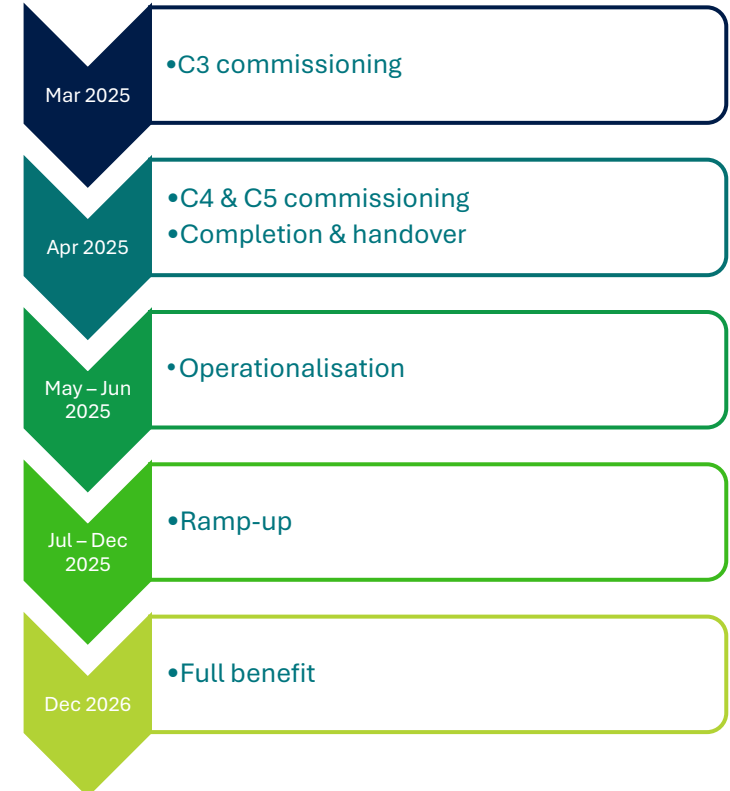 Mar 2025
•C3 commissioning
Apr 2025
•C4 & C5 commissioning
•Completion & handover
May – Jun
2025
•Operationalisation
Jul – Dec
2025
•Ramp-up
Dec 2026
•Full benefit